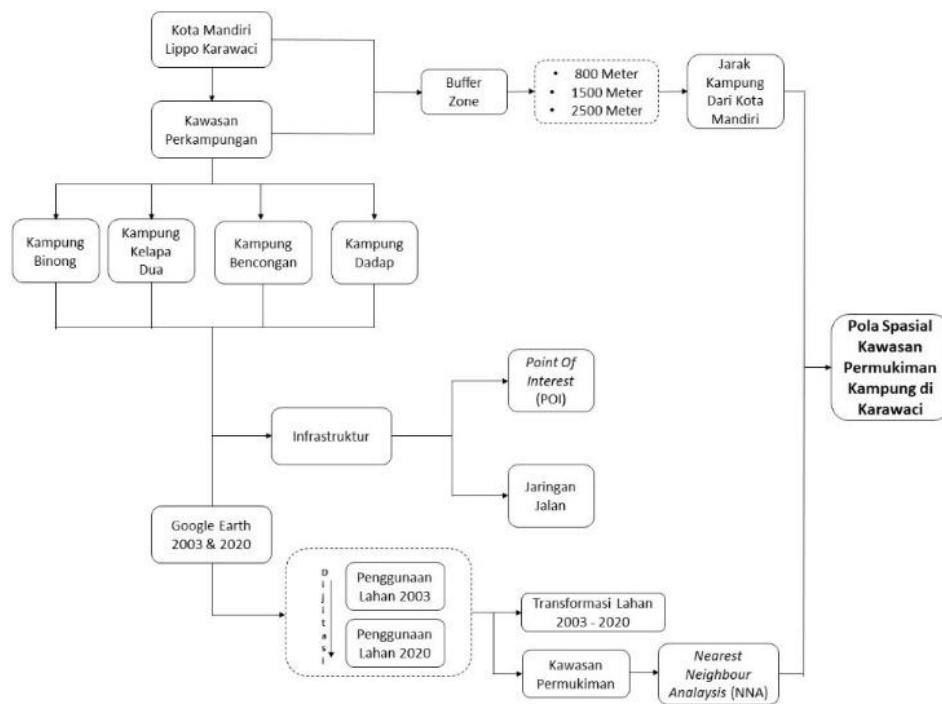 Kota Mandiri
Lippo Karawaci
Kawasan
Perkampungan
Buffer
Zone
• 800 Meter
• 1500 Meter
• 2500 Meter
Jarak
Kampung
Dari Kota
Mandiri
Kampung
Binong
Kampung
Kelapa
Dua
Kampung
Bencongan
Kampung
Dadap
Pola Spasial
Kawasan
Permukiman
Kampung di
Karawaci
Point Of
Interest
(POI)
Infrastruktur
Jaringan
Jalan
Google Earth
2003 & 2020
Dijitasi
Penggunaan
Lahan 2003
Penggunaan
Lahan 2020
Transformasi Lahan
2003 - 2020
Kawasan
Permukiman
Nearest
Neighbour
Analaysis (NNA)